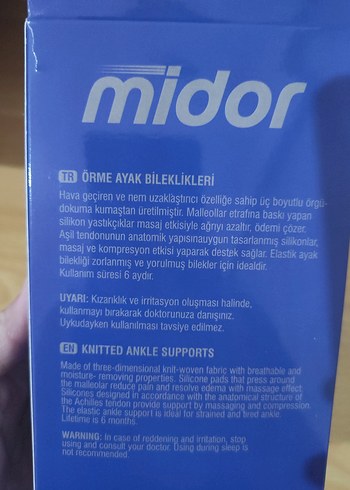 midor
TR ÖRME AYAK BİLEKLİKLERİ
Hava geçiren ve nem uzaklaştırıcı özelliğe sahip üç boyutlu örgü-
dokuma kumaştan üretilmiştir. Malleollar etrafına baskı yapan
silikon yastıkçıklar masaj etkisiyle ağrıyı azaltır, ödemi çözer.
Aşil tendonunun anatomik yapısınauygun tasarlanmış silikonlar,
masaj ve kompresyon etkisi yaparak destek sağlar. Elastik ayak
bilekliği zorlanmış ve yorulmuş bilekler için idealdir.
Kullanım süresi 6 aydır.
UYARI: Kızarıklık ve irritasyon oluşması halinde,
kullanmayı bırakarak doktorunuza danışınız.
Uykudayken kullanılması tavsiye edilmez.
EN KNITTED ANKLE SUPPORTS
Made of three-dimensional knit-woven fabric with breathable and
moisture- removing properties. Silicone pads that press around
the malleolar reduce pain and resolve edema with massage effect.
Silicones designed in accordance with the anatomical structure of
the Achilles tendon provide support by massaging and compression.
The elastic ankle support is ideal for strained and tired ankle.
Lifetime is 6 months.
WARNING: In case of reddening and irritation, stop
using and consult your doctor. Using during sleep is
not recommended.